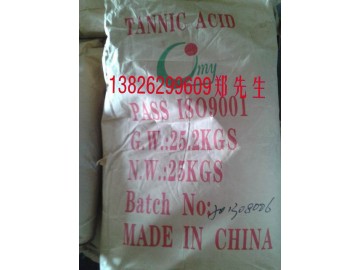 TANNIC ACID
my
13826299609郑先生
PASS ISO9001
G.W.:25.2KGS
N.W.:25KGS
Batch No:
MADE IN CHINA